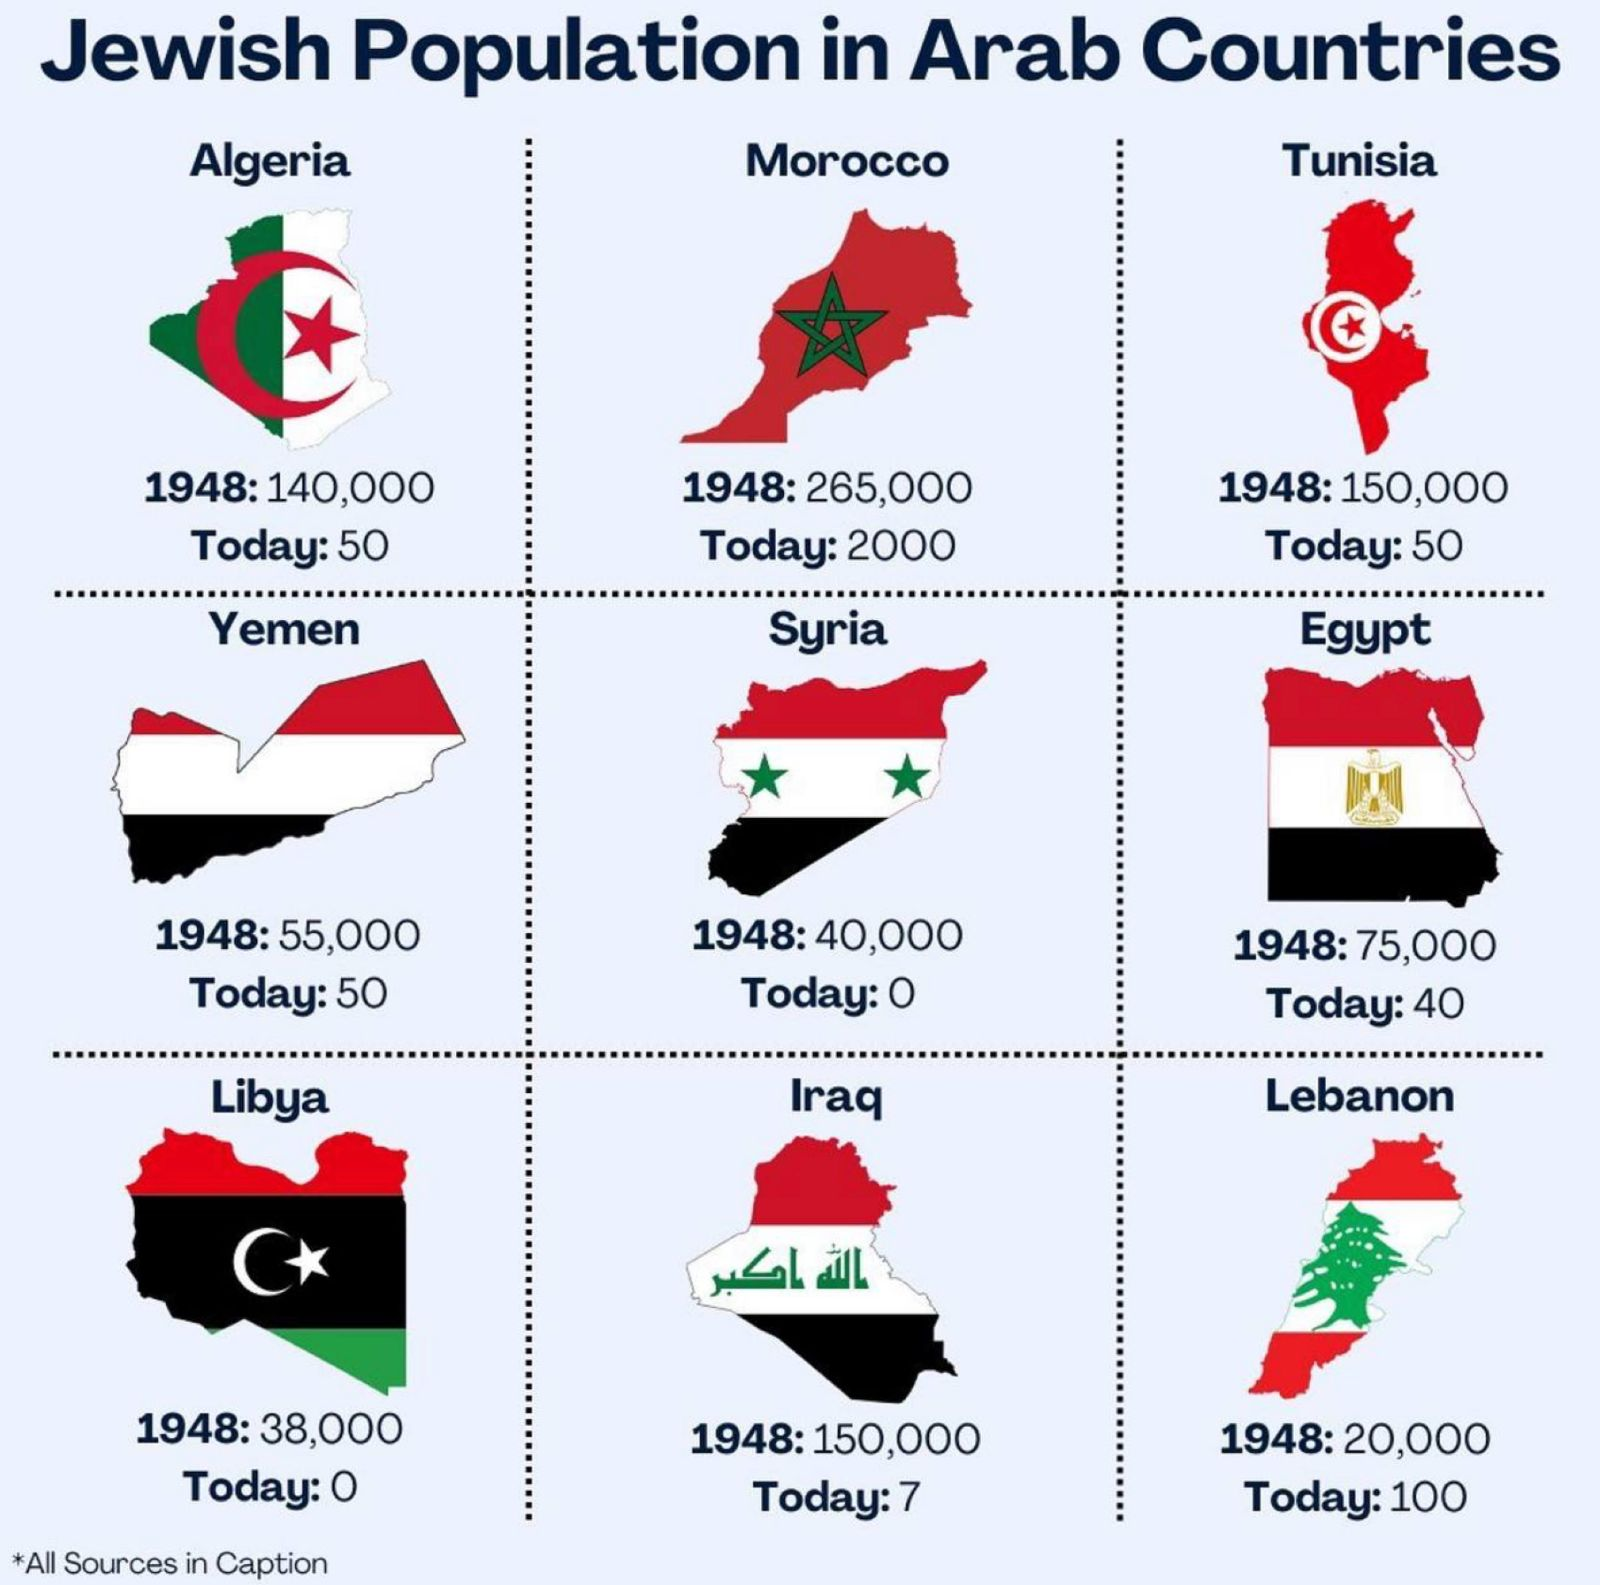 Jewish Population in Arab Countries
Algeria
1948: 140,000
Today: 50
Morocco
1948: 265,000
Today: 2000
Tunisia
1948: 150,000
Today: 50
Yemen
1948: 55,000
Today: 50
Syria
1948: 40,000
Today: 0
Egypt
1948: 75,000
Today: 40
Libya
1948: 38,000
Today: 0
Iraq
الله اكبر
1948: 150,000
Today: 7
Lebanon
1948: 20,000
Today: 100
*All Sources in Caption